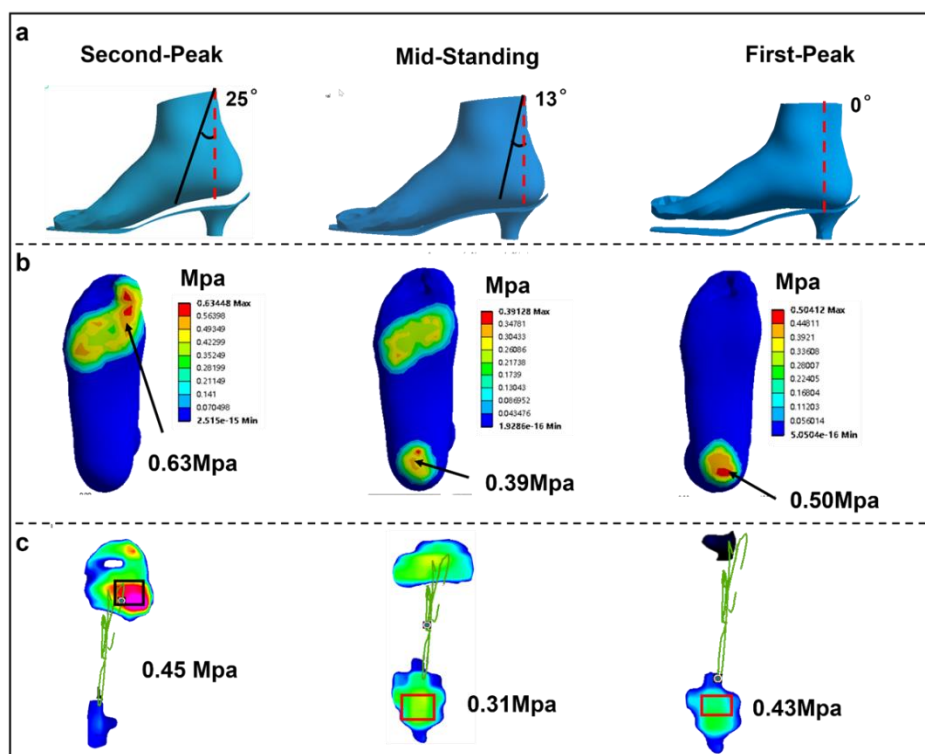 a
Second-Peak
Mid-Standing
First-Peak
25°
13°
0°
b
Mpa
0.63448 Max
0.56398
0.49349
0.42299
0.35249
0.28199
0.21149
0.141
0.070498
2.515e-15 Min
0.63Mpa
Mpa
0.39128 Max
0.34781
0.30433
0.26086
0.21738
0.1739
0.13043
0.086952
0.043476
1.9286e-16 Min
0.39Mpa
Mpa
0.50412 Max
0.44811
0.3921
0.33608
0.28007
0.22405
0.16804
0.11203
0.056014
5.0504e-16 Min
0.50Mpa
c
0.45 Mpa
0.31Mpa
0.43Mpa